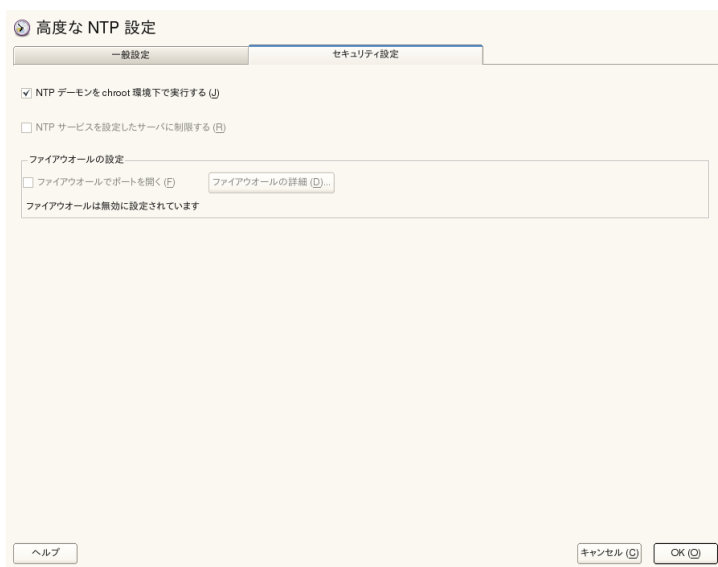 高度な NTP 設定
一般設定
セキュリティ設定
NTP デーモンを chroot 環境下で実行する (J)
NTP サービスを設定したサーバに制限する (R)
ファイアウオールの設定
ファイアウオールでポートを開く (F)
ファイアウオールの詳細 (D)...
ファイアウオールは無効に設定されています
ヘルプ
キャンセル (C)
OK (O)